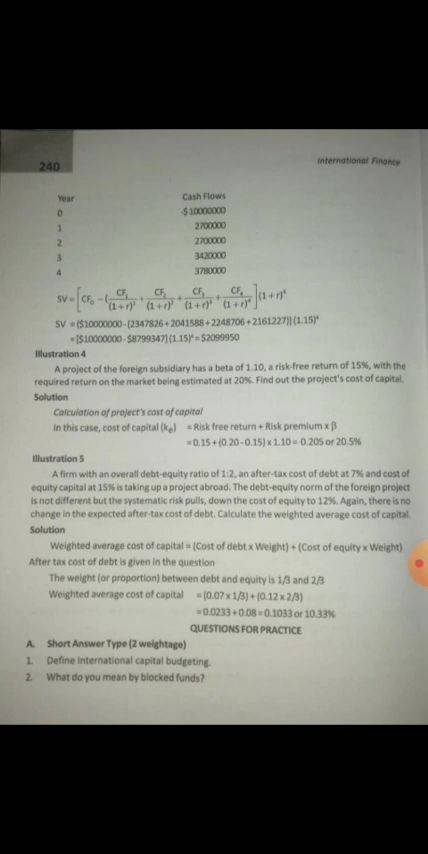 240
International Finance
Year Cash Flows
0 -$10000000
1 2700000
2 2700000
3 3420000
4 3780000
SV = [CF₀ - (CF₁/(1+r)¹ + CF₂/(1+r)² + CF₃/(1+r)³ + CF₄/(1+r)⁴](1+r)⁴
SV = {$10000000-(2347826+2041588+2248706+2161227)}(1.15)⁴
= [$10000000-$8799347](1.15)⁴=$2099950
Illustration 4
A project of the foreign subsidiary has a beta of 1.10, a risk-free return of 15%, with the
required return on the market being estimated at 20%. Find out the project's cost of capital.
Solution
Calculation of project's cost of capital
In this case, cost of capital (kₑ) = Risk free return + Risk premium x β
= 0.15 + (0.20-0.15) x 1.10 = 0.205 or 20.5%
Illustration 5
A firm with an overall debt-equity ratio of 1:2, an after-tax cost of debt at 7% and cost of
equity capital at 15% is taking up a project abroad. The debt-equity norm of the foreign project
is not different but the systematic risk pulls, down the cost of equity to 12%. Again, there is no
change in the expected after-tax cost of debt. Calculate the weighted average cost of capital.
Solution
Weighted average cost of capital = (Cost of debt x Weight) + (Cost of equity x Weight)
After tax cost of debt is given in the question
The weight (or proportion) between debt and equity is 1/3 and 2/3
Weighted average cost of capital = (0.07 x 1/3) + (0.12 x 2/3)
= 0.0233 + 0.08 = 0.1033 or 10.33%
QUESTIONS FOR PRACTICE
A. Short Answer Type (2 weightage)
1. Define international capital budgeting.
2. What do you mean by blocked funds?